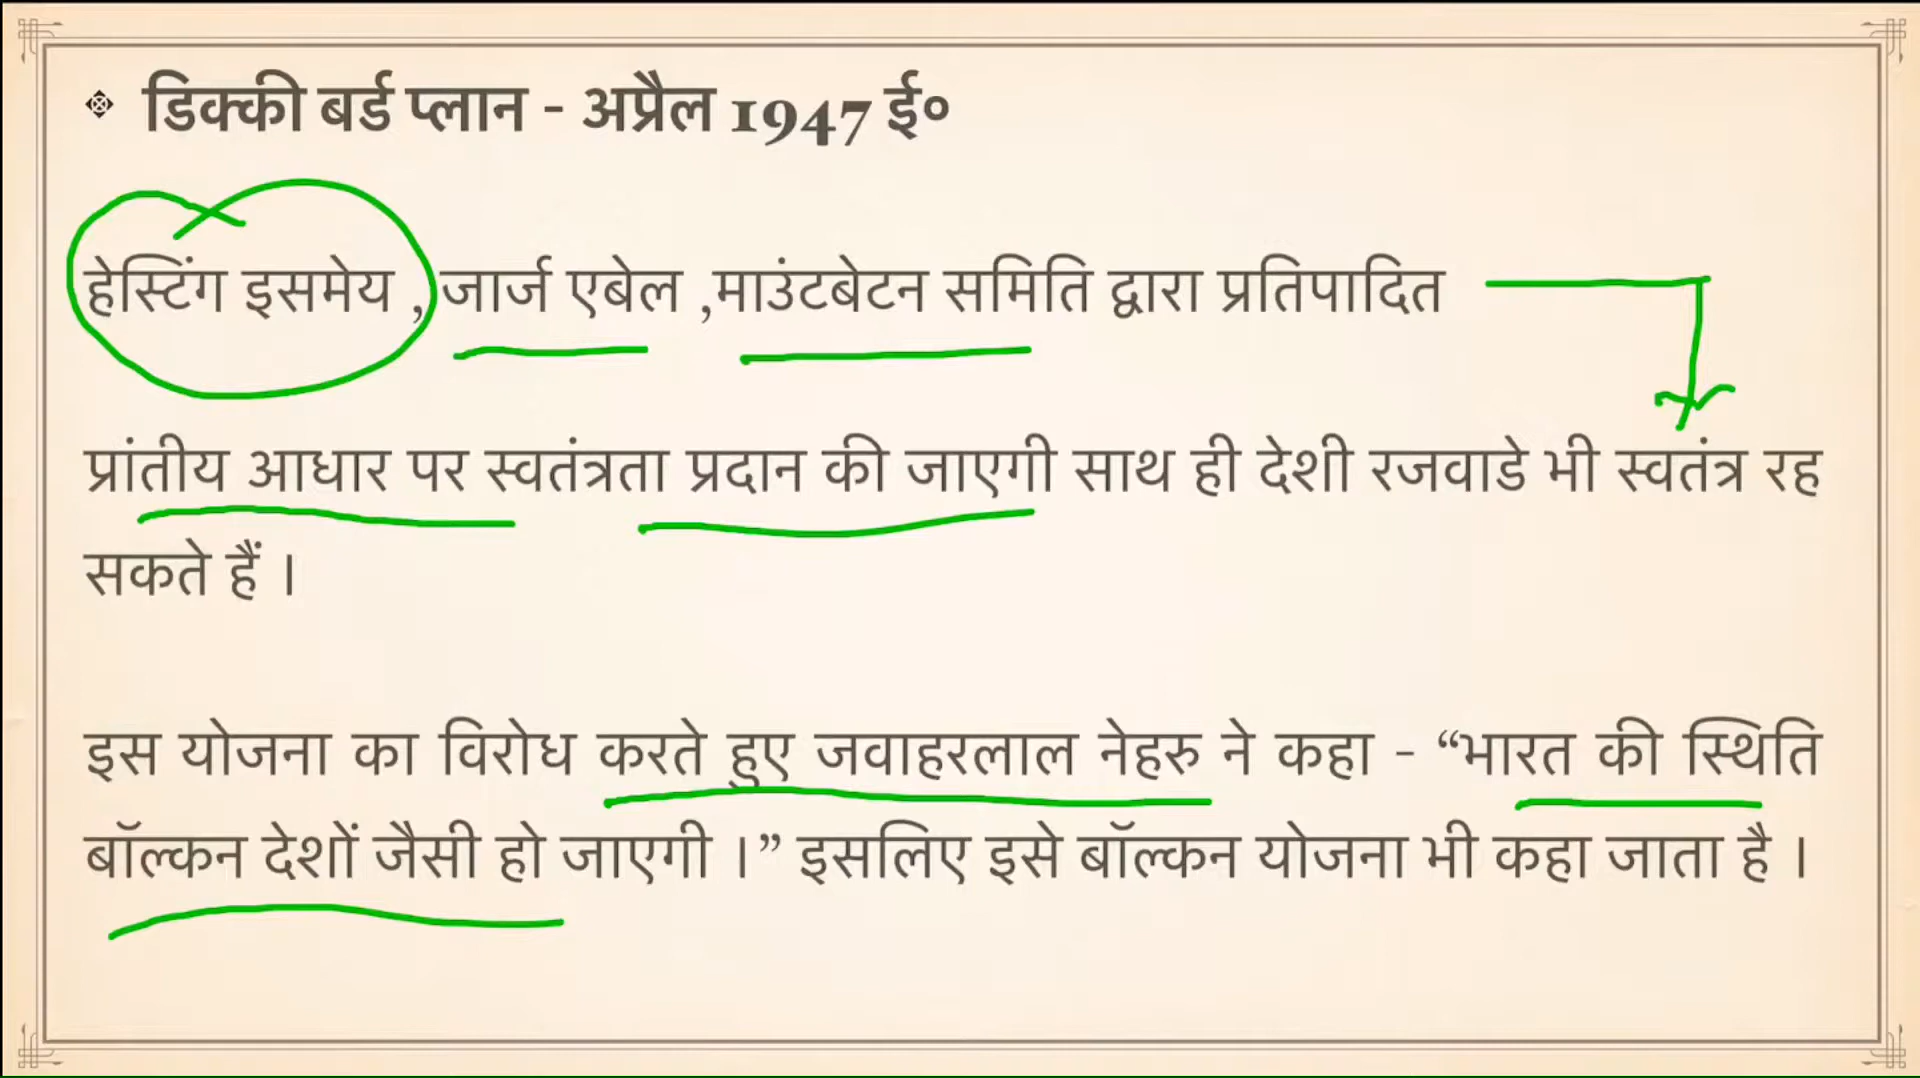 डिक्की बर्ड प्लान - अप्रैल 1947 ई०
हेस्टिंग इसमेय , जार्ज एबेल ,माउंटबेटन समिति द्वारा प्रतिपादित
प्रांतीय आधार पर स्वतंत्रता प्रदान की जाएगी साथ ही देशी रजवाडे भी स्वतंत्र रह
सकते हैं ।
इस योजना का विरोध करते हुए जवाहरलाल नेहरु ने कहा - “भारत की स्थिति
बॉल्कन देशों जैसी हो जाएगी ।” इसलिए इसे बॉल्कन योजना भी कहा जाता है ।